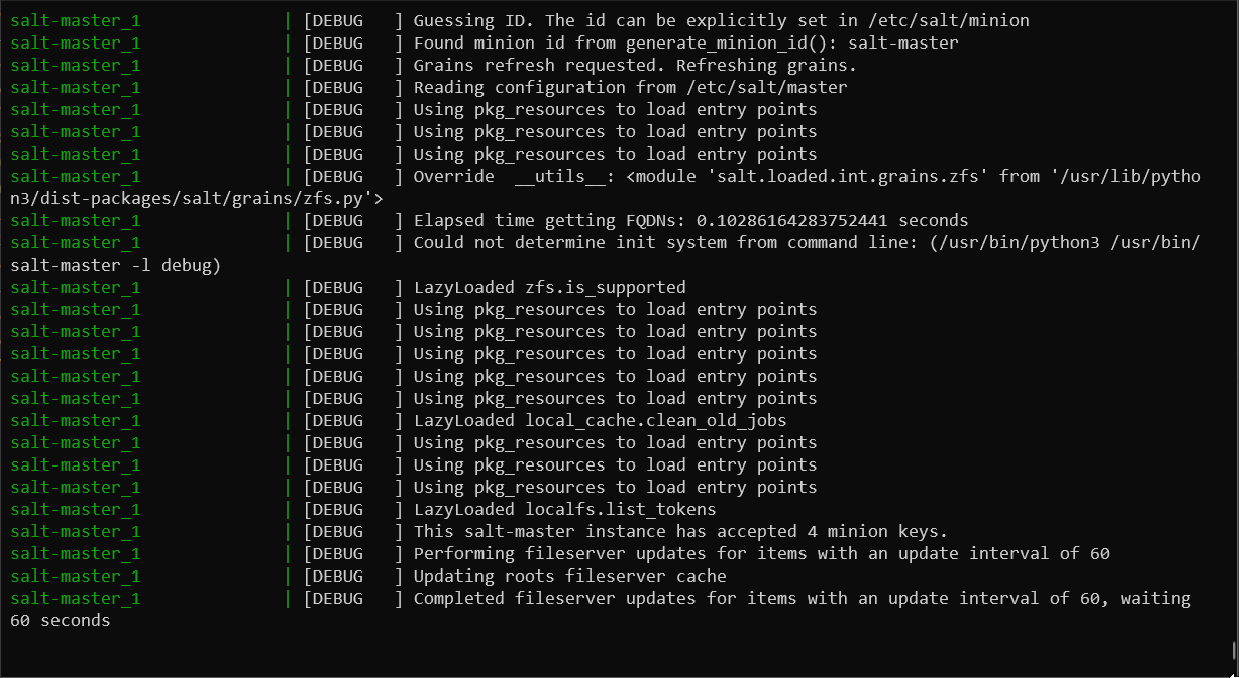 salt-master_1 | [DEBUG ] Guessing ID. The id can be explicitly set in /etc/salt/minion
salt-master_1 | [DEBUG ] Found minion id from generate_minion_id(): salt-master
salt-master_1 | [DEBUG ] Grains refresh requested. Refreshing grains.
salt-master_1 | [DEBUG ] Reading configuration from /etc/salt/master
salt-master_1 | [DEBUG ] Using pkg_resources to load entry points
salt-master_1 | [DEBUG ] Using pkg_resources to load entry points
salt-master_1 | [DEBUG ] Using pkg_resources to load entry points
salt-master_1 | [DEBUG ] Override  __utils__: <module 'salt.loaded.int.grains.zfs' from '/usr/lib/pytho
n3/dist-packages/salt/grains/zfs.py'>
salt-master_1 | [DEBUG ] Elapsed time getting FQDNs: 0.10286164283752441 seconds
salt-master_1 | [DEBUG ] Could not determine init system from command line: (/usr/bin/python3 /usr/bin/
salt-master -l debug)
salt-master_1 | [DEBUG ] LazyLoaded zfs.is_supported
salt-master_1 | [DEBUG ] Using pkg_resources to load entry points
salt-master_1 | [DEBUG ] Using pkg_resources to load entry points
salt-master_1 | [DEBUG ] Using pkg_resources to load entry points
salt-master_1 | [DEBUG ] Using pkg_resources to load entry points
salt-master_1 | [DEBUG ] Using pkg_resources to load entry points
salt-master_1 | [DEBUG ] LazyLoaded local_cache.clean_old_jobs
salt-master_1 | [DEBUG ] Using pkg_resources to load entry points
salt-master_1 | [DEBUG ] Using pkg_resources to load entry points
salt-master_1 | [DEBUG ] Using pkg_resources to load entry points
salt-master_1 | [DEBUG ] LazyLoaded localfs.list_tokens
salt-master_1 | [DEBUG ] This salt-master instance has accepted 4 minion keys.
salt-master_1 | [DEBUG ] Performing fileserver updates for items with an update interval of 60
salt-master_1 | [DEBUG ] Updating roots fileserver cache
salt-master_1 | [DEBUG ] Completed fileserver updates for items with an update interval of 60, waiting
60 seconds